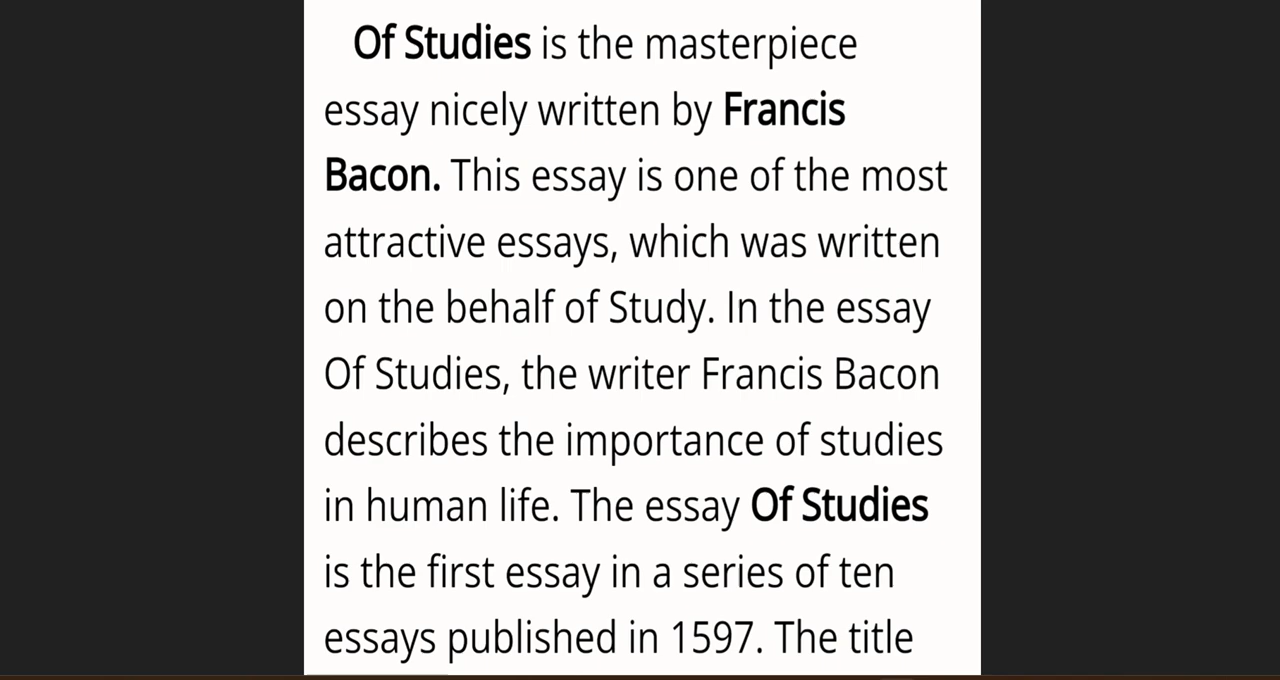 Of Studies is the masterpiece
essay nicely written by Francis
Bacon. This essay is one of the most
attractive essays, which was written
on the behalf of Study. In the essay
Of Studies, the writer Francis Bacon
describes the importance of studies
in human life. The essay Of Studies
is the first essay in a series of ten
essays published in 1597. The title